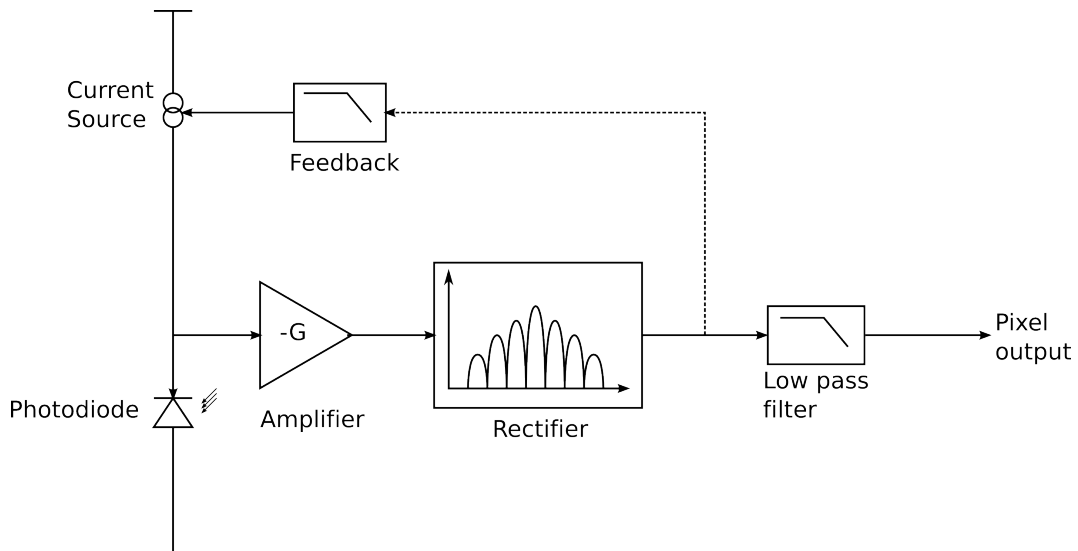 Current
Source
Feedback
-G
Pixel
output
Photodiode
Amplifier
Rectifier
Low pass
filter